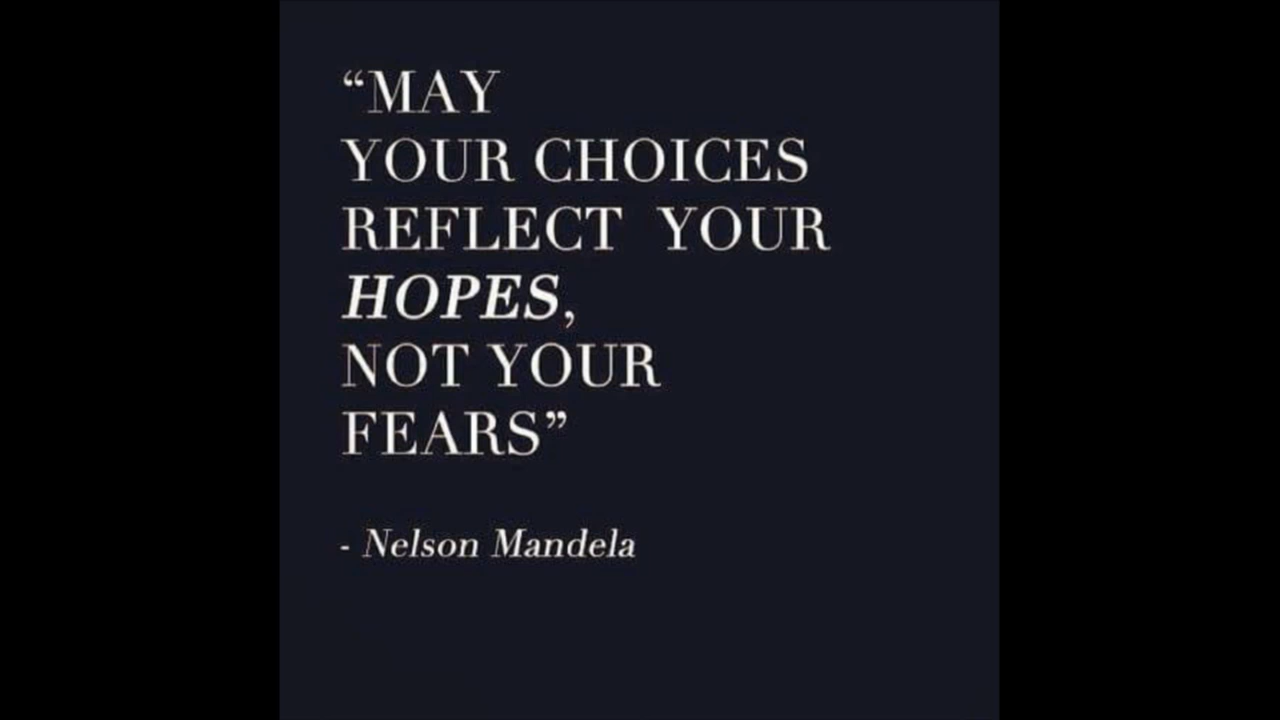 “MAY
YOUR CHOICES
REFLECT YOUR
HOPES,
NOT YOUR
FEARS”
- Nelson Mandela